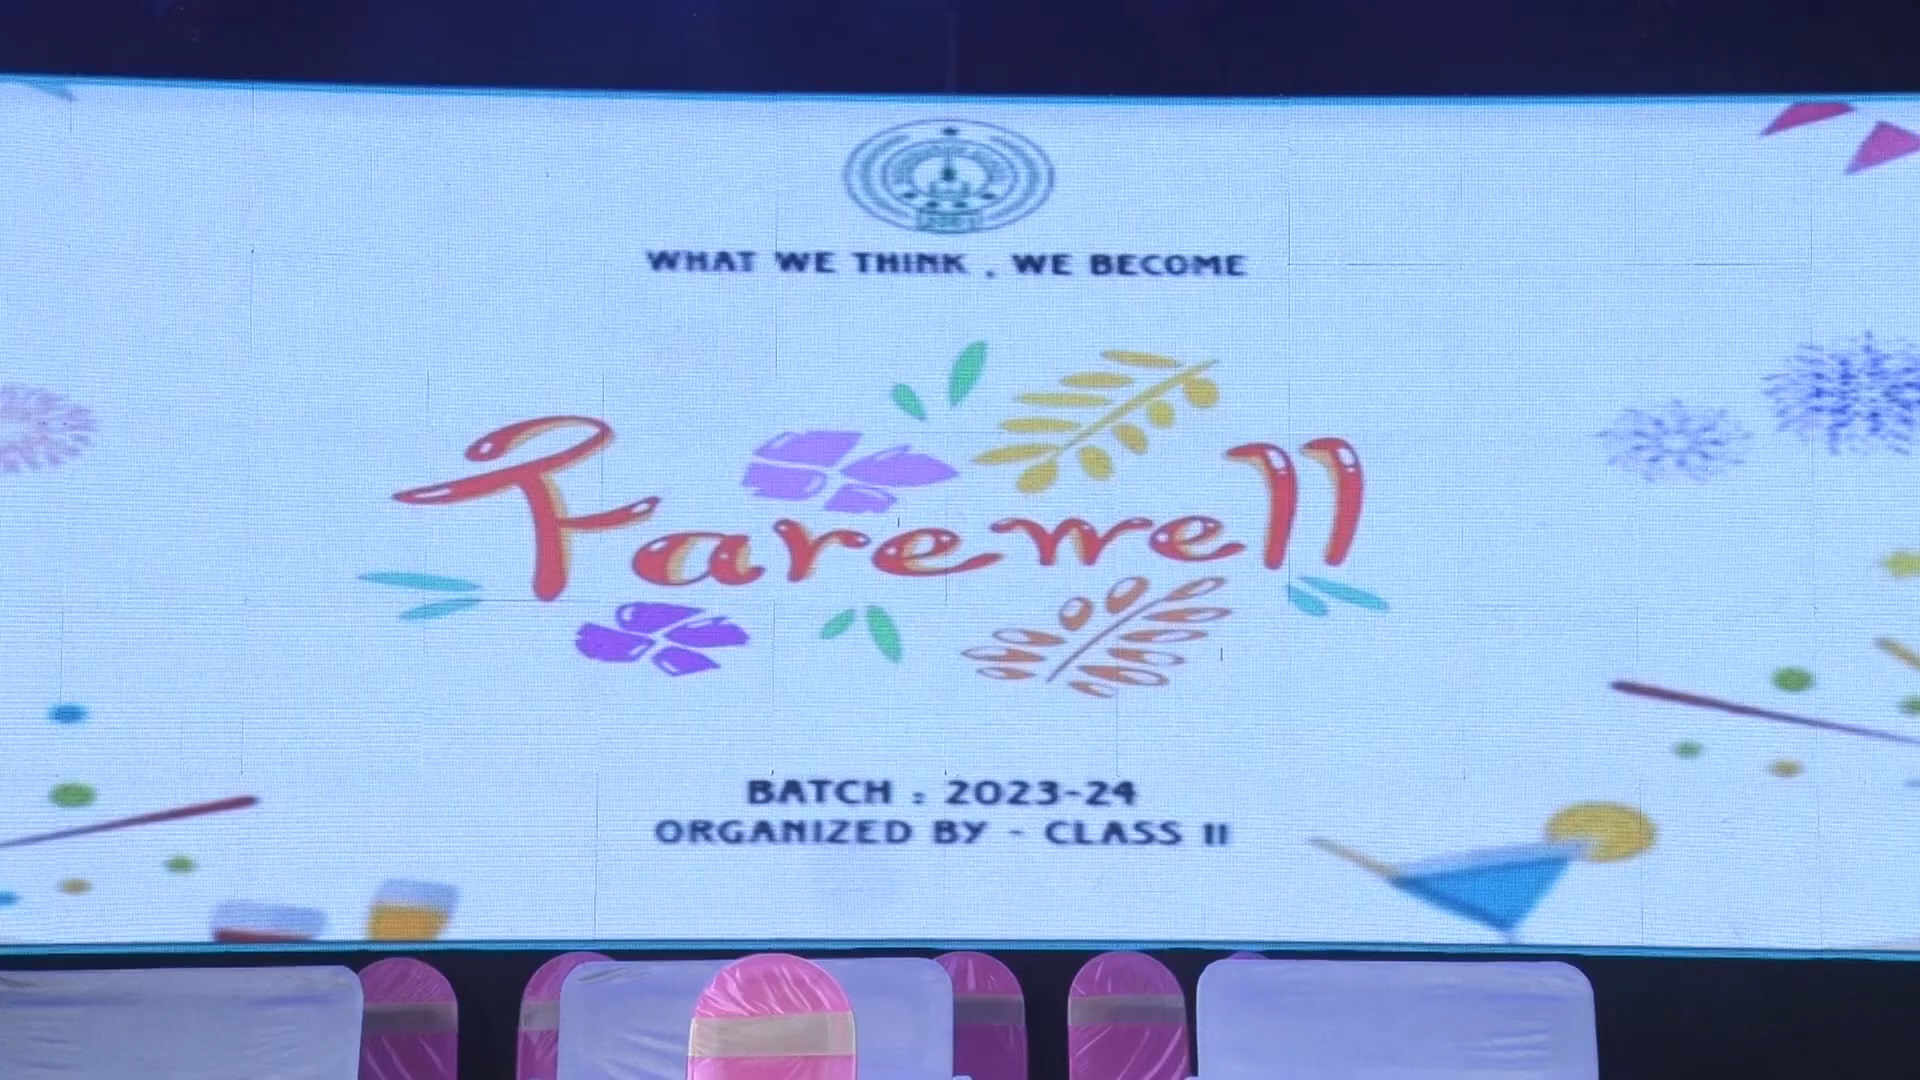 WHAT WE THINK , WE BECOME
Farewell
BATCH : 2023-24
ORGANIZED BY - CLASS 11